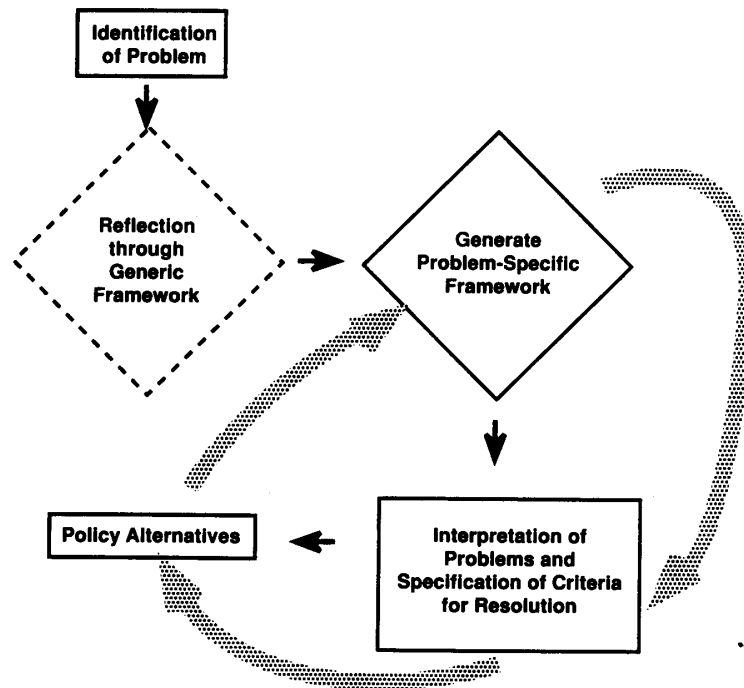 Identification
of Problem
Reflection
through
Generic
Framework
Generate
Problem-Specific
Framework
Policy Alternatives
Interpretation of
Problems and
Specification of Criteria
for Resolution